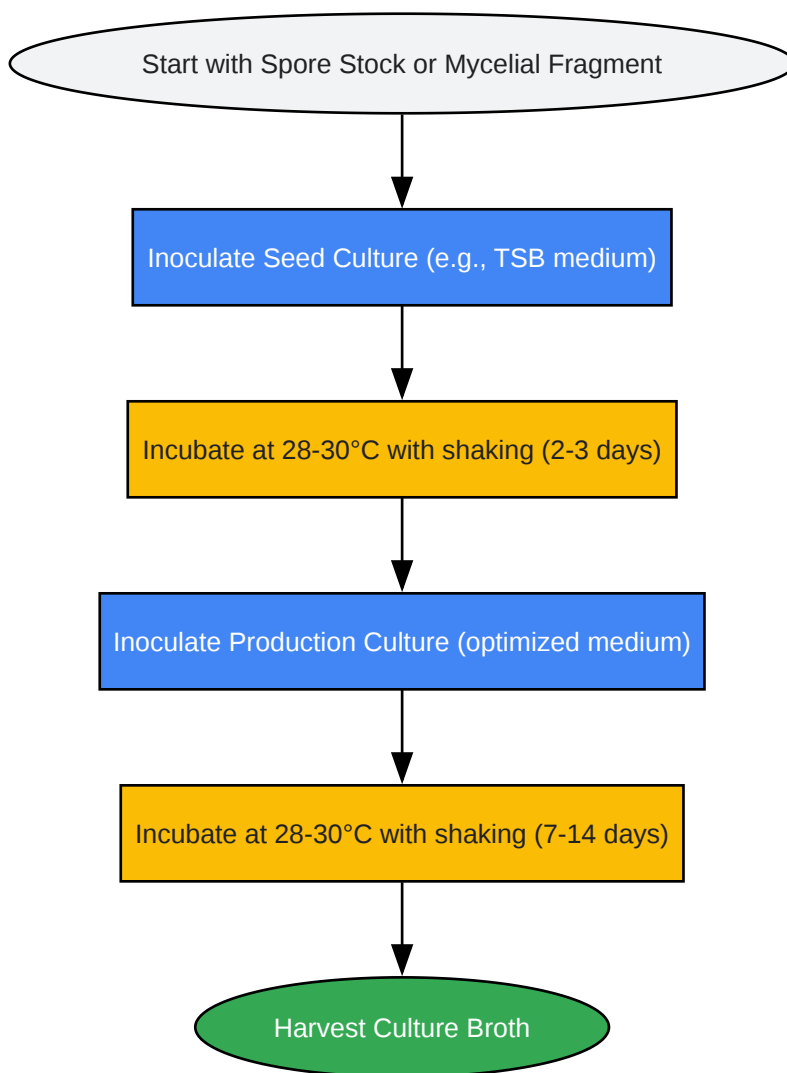 Start with Spore Stock or Mycelial Fragment
Inoculate Seed Culture (e.g., TSB medium)
Incubate at 28-30°C with shaking (2-3 days)
Inoculate Production Culture (optimized medium)
Incubate at 28-30°C with shaking (7-14 days)
Harvest Culture Broth